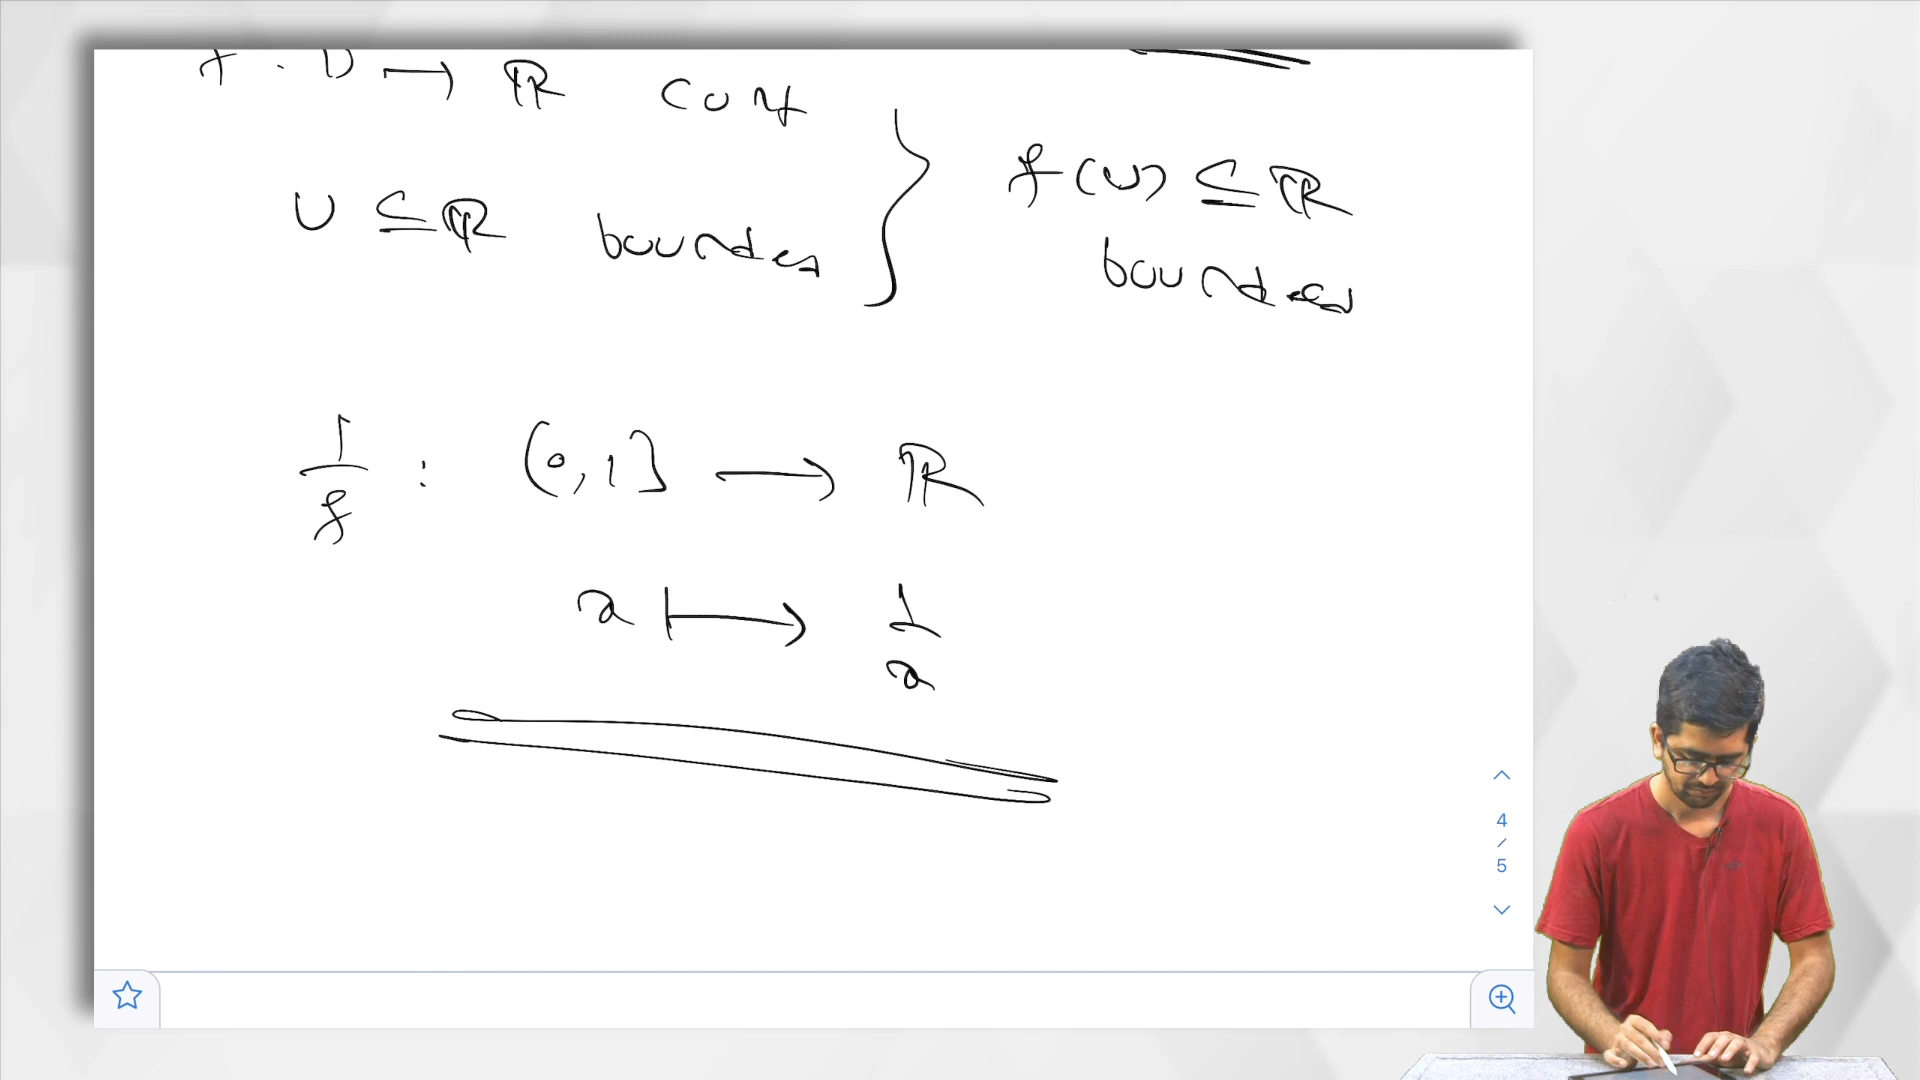 f : D → ℝ cont
U ⊆ ℝ bounded } f(U) ⊆ ℝ
bounded
1/f : (0,1] → ℝ
x ↦ 1/x
4
/
5